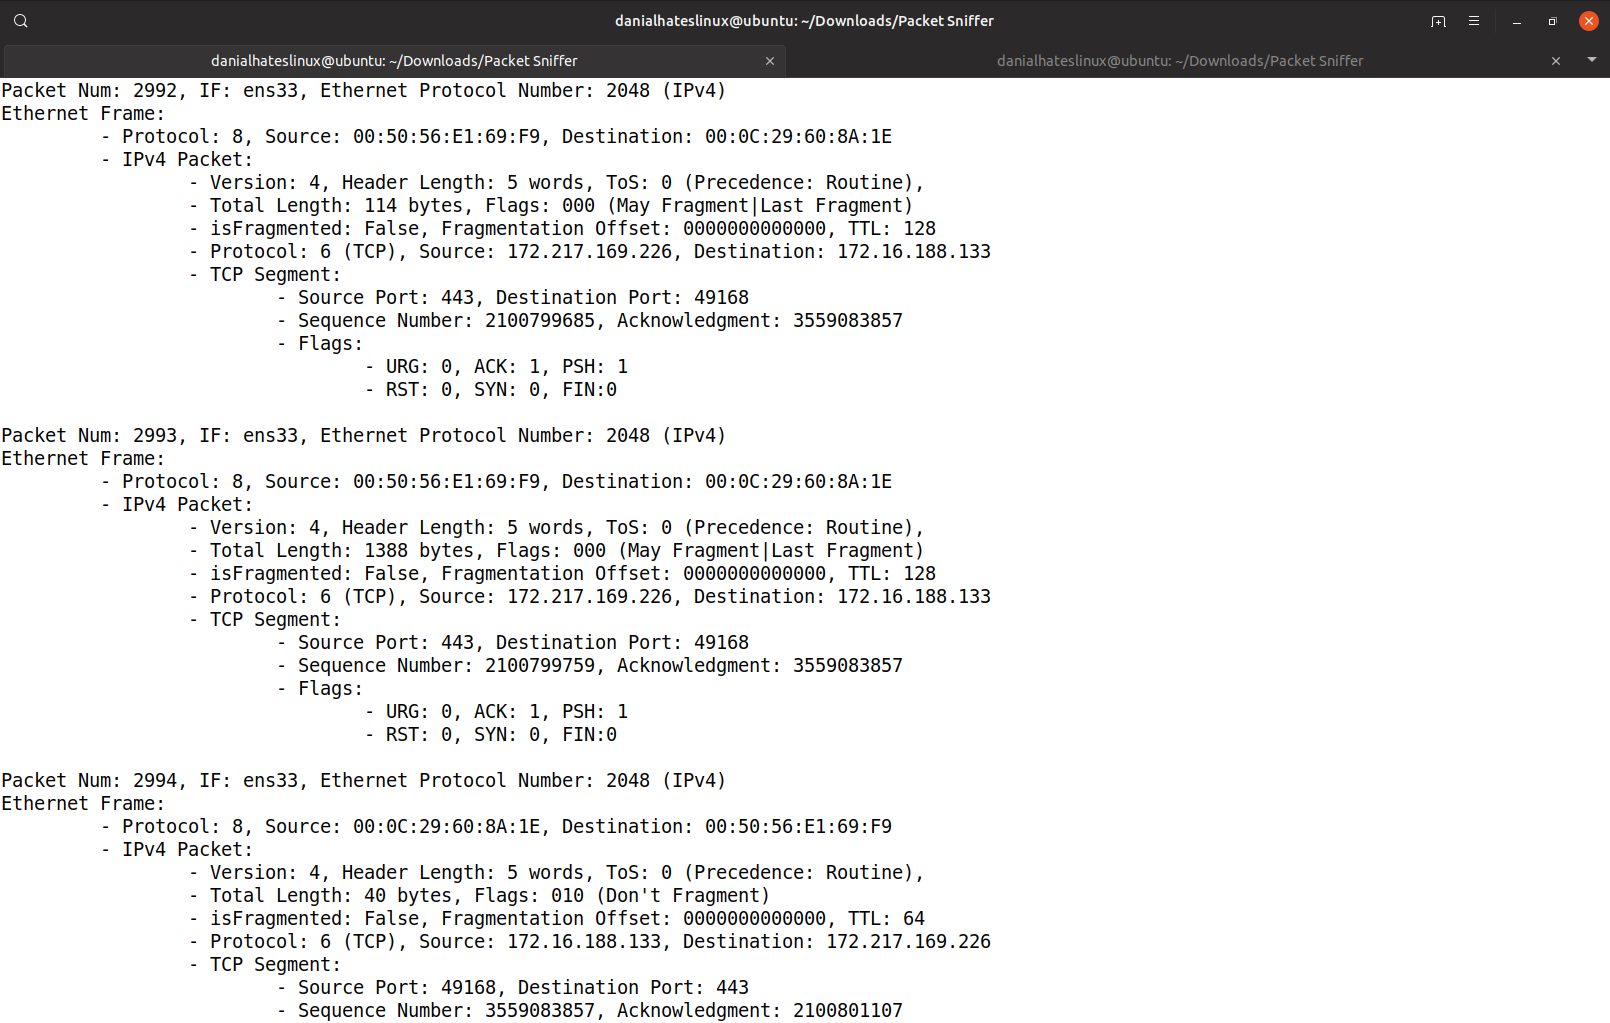 danialhateslinux@ubuntu: ~/Downloads/Packet Sniffer
danialhateslinux@ubuntu: ~/Downloads/Packet Sniffer
danialhateslinux@ubuntu: ~/Downloads/Packet Sniffer
Packet Num: 2992, IF: ens33, Ethernet Protocol Number: 2048 (IPv4)
Ethernet Frame:
- Protocol: 8, Source: 00:50:56:E1:69:F9, Destination: 00:0C:29:60:8A:1E
- IPv4 Packet:
- Version: 4, Header Length: 5 words, ToS: 0 (Precedence: Routine),
- Total Length: 114 bytes, Flags: 000 (May Fragment|Last Fragment)
- isFragmented: False, Fragmentation Offset: 0000000000000, TTL: 128
- Protocol: 6 (TCP), Source: 172.217.169.226, Destination: 172.16.188.133
- TCP Segment:
- Source Port: 443, Destination Port: 49168
- Sequence Number: 2100799685, Acknowledgment: 3559083857
- Flags:
- URG: 0, ACK: 1, PSH: 1
- RST: 0, SYN: 0, FIN:0
Packet Num: 2993, IF: ens33, Ethernet Protocol Number: 2048 (IPv4)
Ethernet Frame:
- Protocol: 8, Source: 00:50:56:E1:69:F9, Destination: 00:0C:29:60:8A:1E
- IPv4 Packet:
- Version: 4, Header Length: 5 words, ToS: 0 (Precedence: Routine),
- Total Length: 1388 bytes, Flags: 000 (May Fragment|Last Fragment)
- isFragmented: False, Fragmentation Offset: 0000000000000, TTL: 128
- Protocol: 6 (TCP), Source: 172.217.169.226, Destination: 172.16.188.133
- TCP Segment:
- Source Port: 443, Destination Port: 49168
- Sequence Number: 2100799759, Acknowledgment: 3559083857
- Flags:
- URG: 0, ACK: 1, PSH: 1
- RST: 0, SYN: 0, FIN:0
Packet Num: 2994, IF: ens33, Ethernet Protocol Number: 2048 (IPv4)
Ethernet Frame:
- Protocol: 8, Source: 00:0C:29:60:8A:1E, Destination: 00:50:56:E1:69:F9
- IPv4 Packet:
- Version: 4, Header Length: 5 words, ToS: 0 (Precedence: Routine),
- Total Length: 40 bytes, Flags: 010 (Don't Fragment)
- isFragmented: False, Fragmentation Offset: 0000000000000, TTL: 64
- Protocol: 6 (TCP), Source: 172.16.188.133, Destination: 172.217.169.226
- TCP Segment:
- Source Port: 49168, Destination Port: 443
- Sequence Number: 3559083857, Acknowledgment: 2100801107